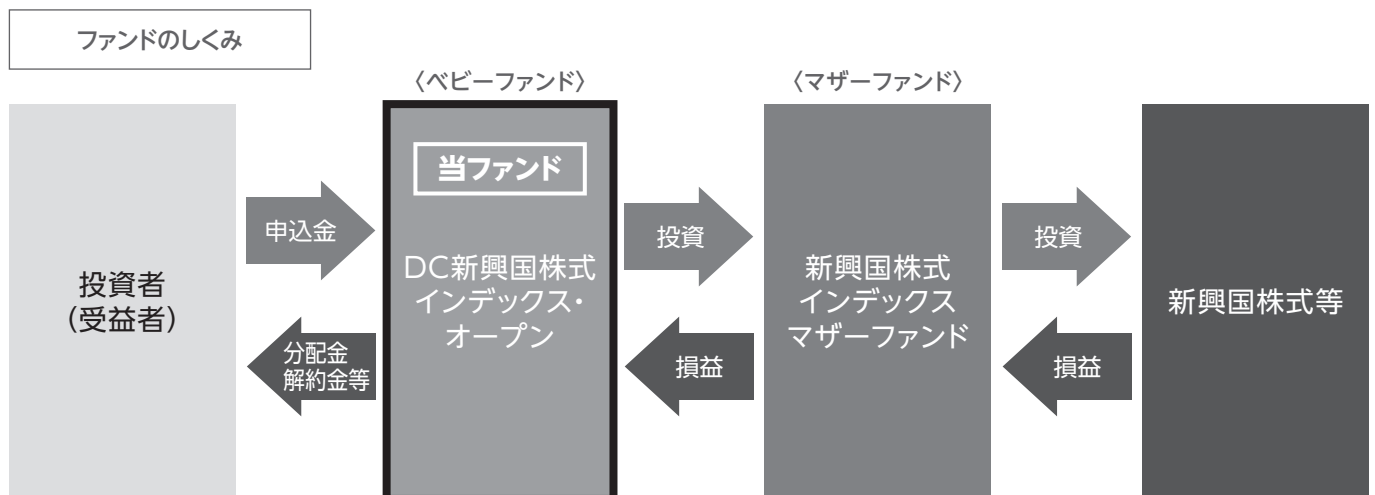 ファンドのしくみ
〈ベビーファンド〉
〈マザーファンド〉
投資者
（受益者）
申込金
分配金
解約金等
当ファンド
DC新興国株式
インデックス・
オープン
投資
損益
新興国株式
インデックス
マザーファンド
投資
損益
新興国株式等